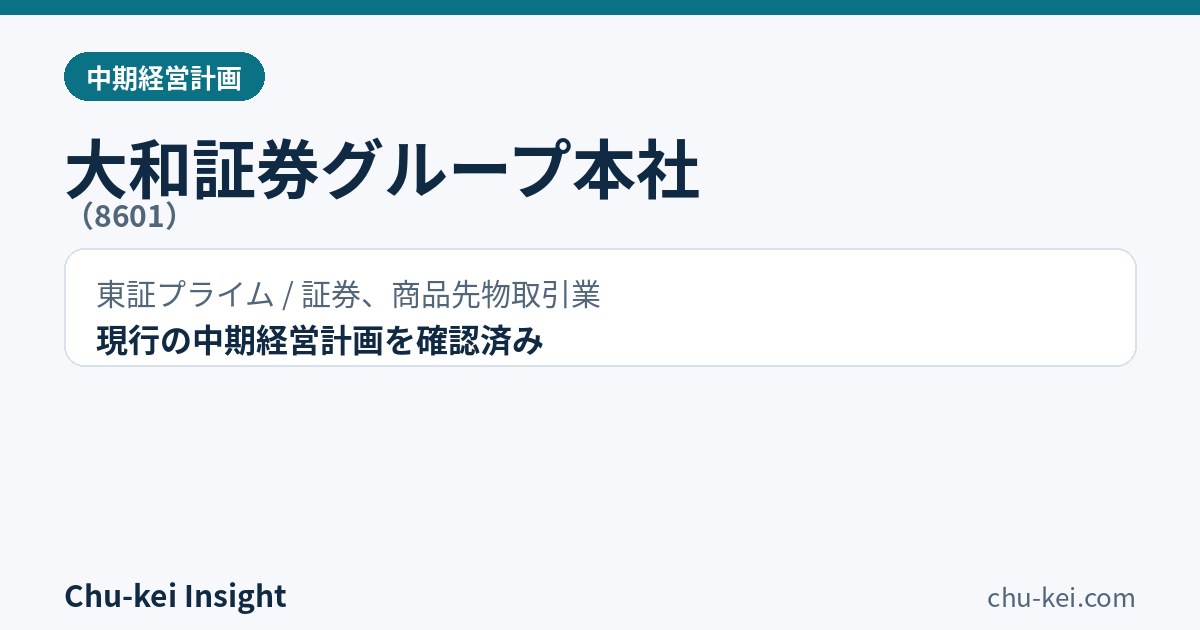 中期経営計画
大和証券グループ本社
（8601）
東証プライム / 証券、商品先物取引業
現行の中期経営計画を確認済み
Chu-kei Insight
chu-kei.com